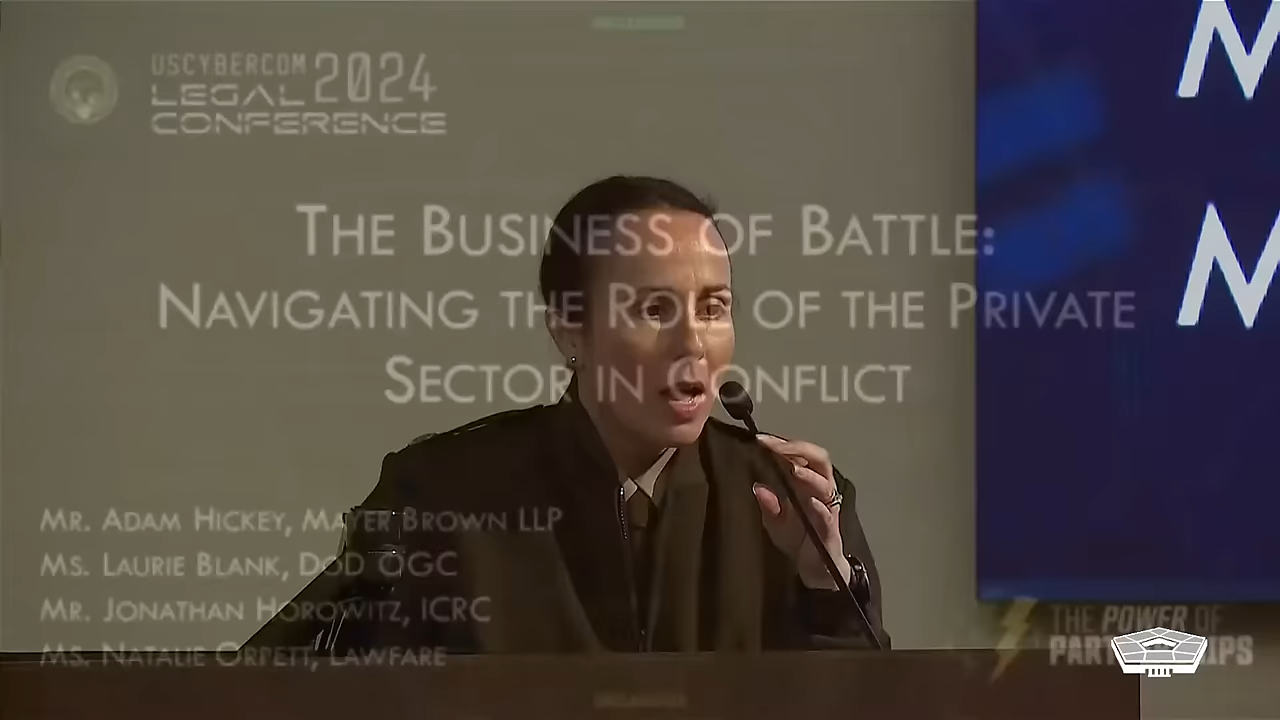 USCYBERCOM 2024
LEGAL
CONFERENCE
M
M
THE BUSINESS OF BATTLE:
NAVIGATING THE ROLE OF THE PRIVATE
SECTOR IN CONFLICT
MR. ADAM HICKEY, MAYER BROWN LLP
MS. LAURIE BLANK, DOD OGC
MR. JONATHAN HOROWITZ, ICRC
MS. NATALIE ORPETT, LAWFARE
THE POWER OF
PARTNERSHIPS